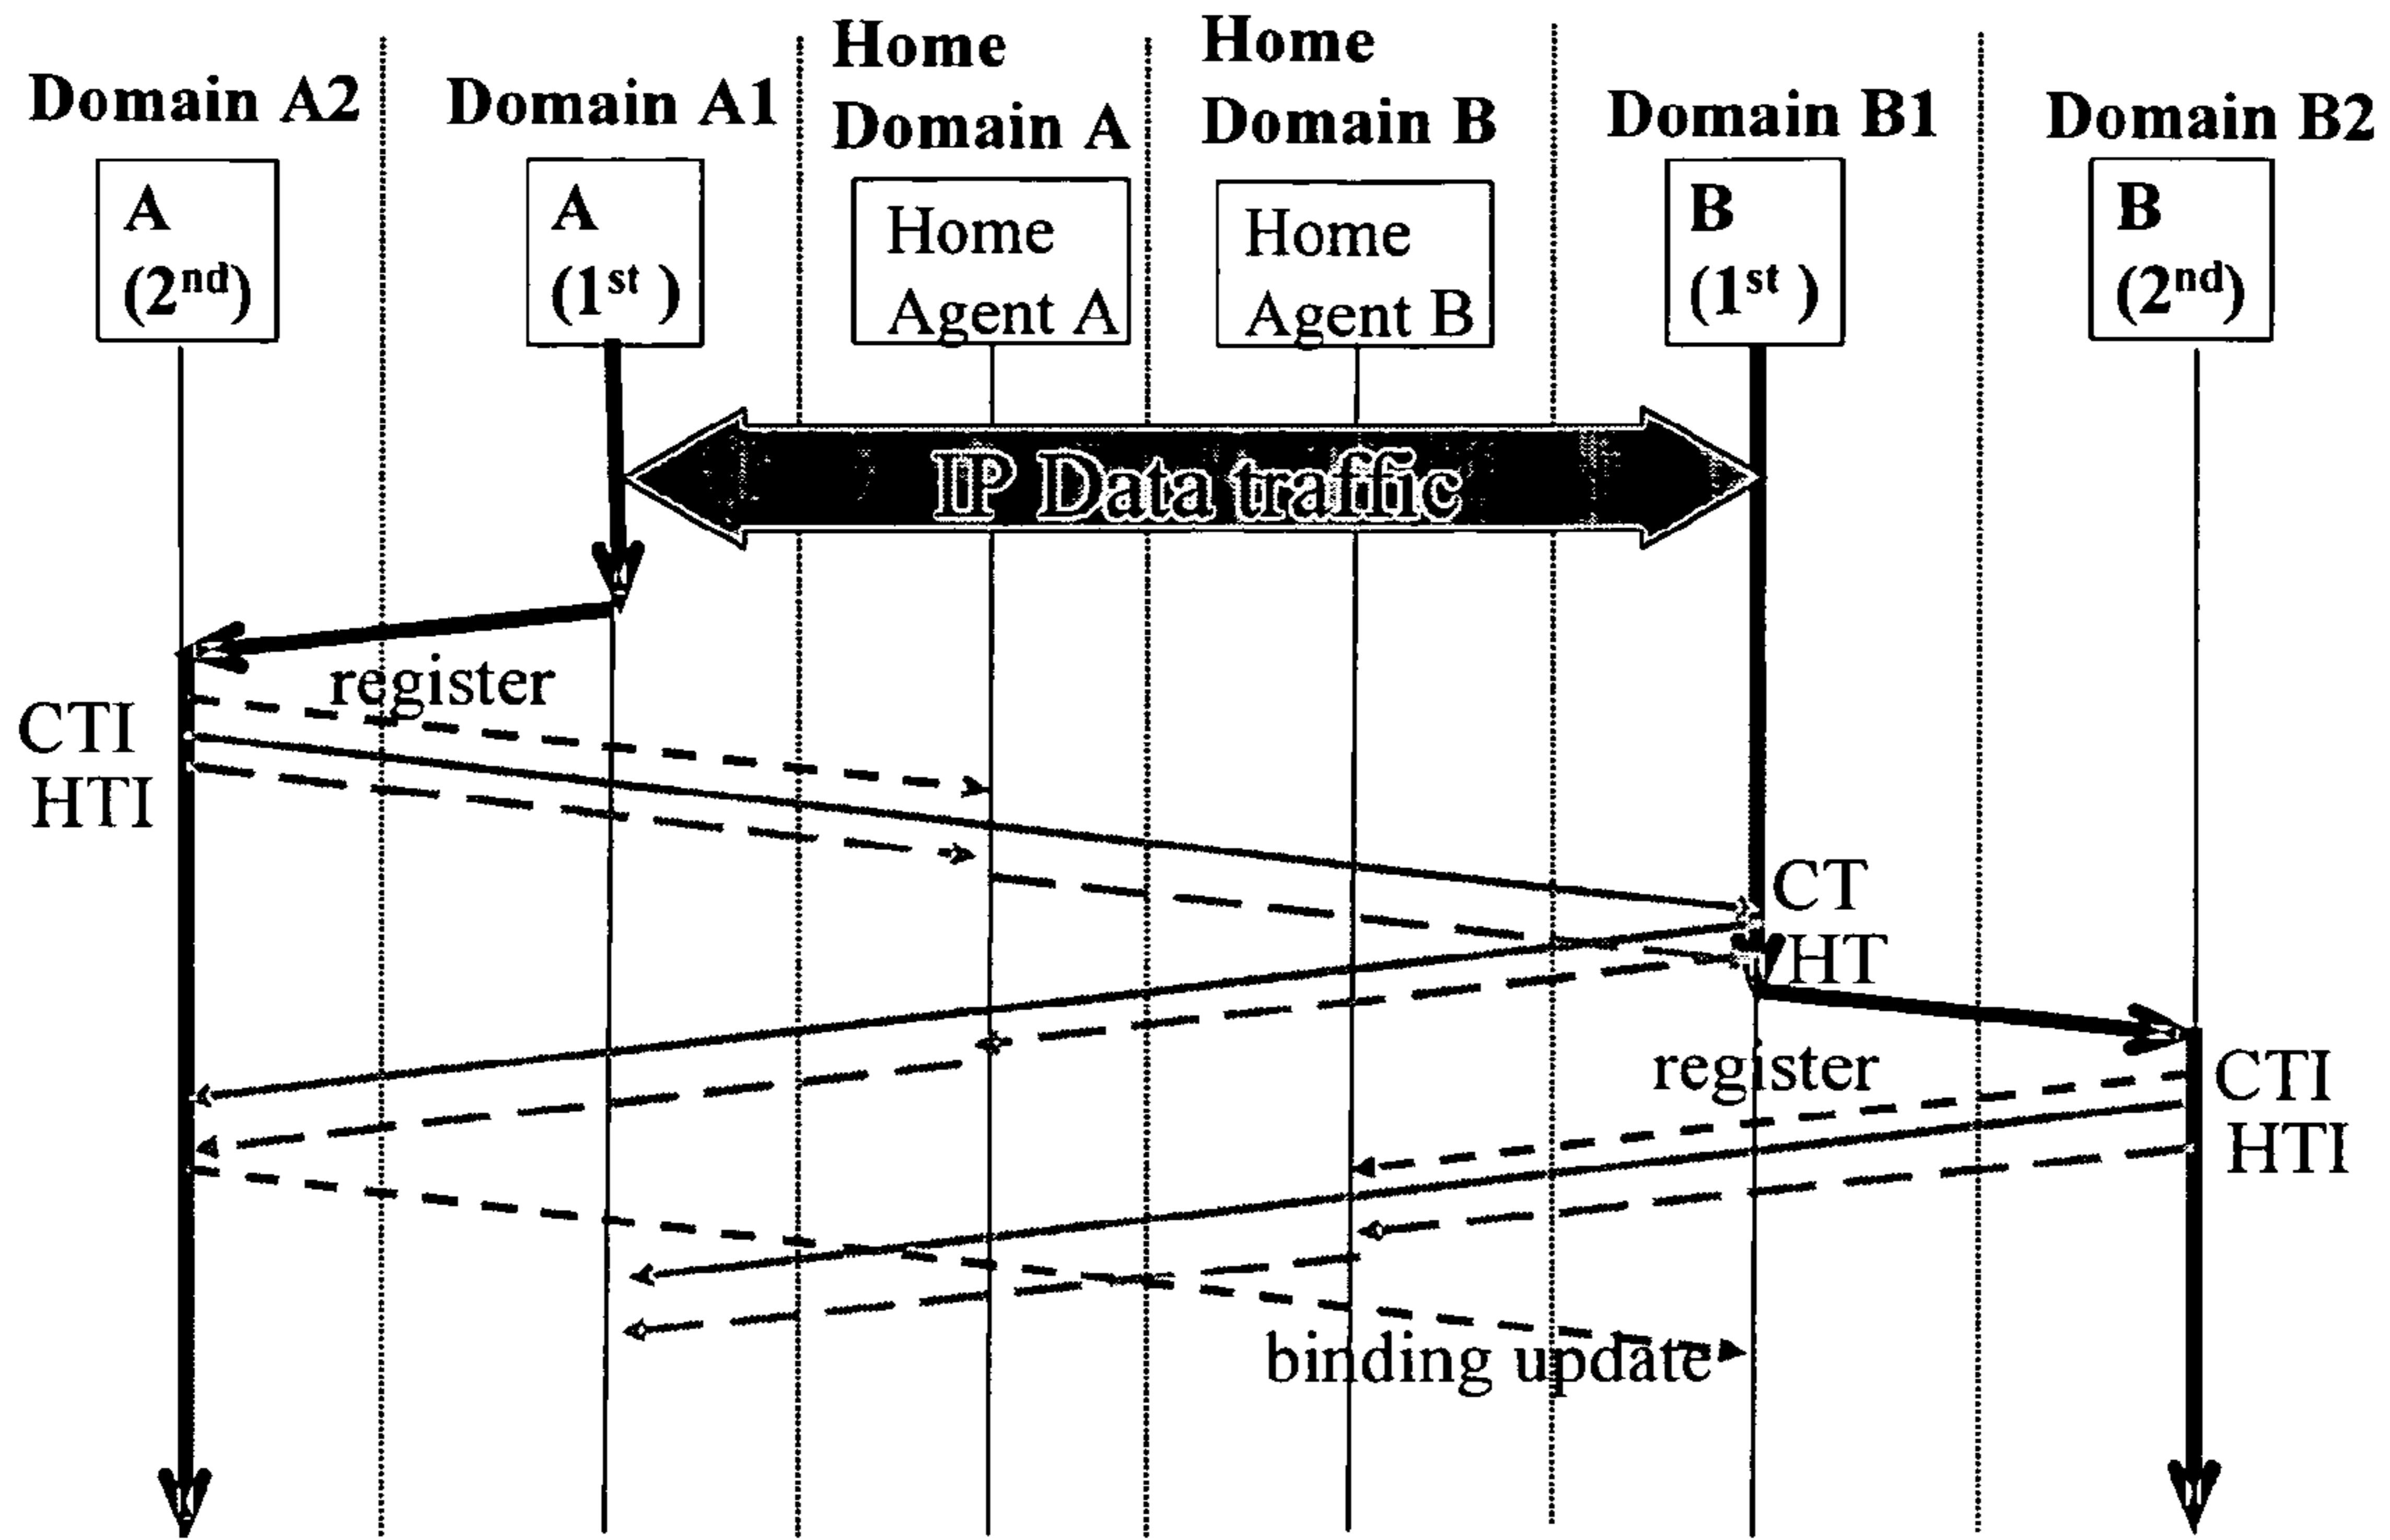 Domain A2
Domain A1
Home
Domain A
Home
Domain B
Domain B1
Domain B2
A
(2nd)
A
(1st )
Home
Agent A
Home
Agent B
B
(1st )
B
(2nd)
IP Data traffic
register
CTI
HTI
CT
HT
register
CTI
HTI
binding update